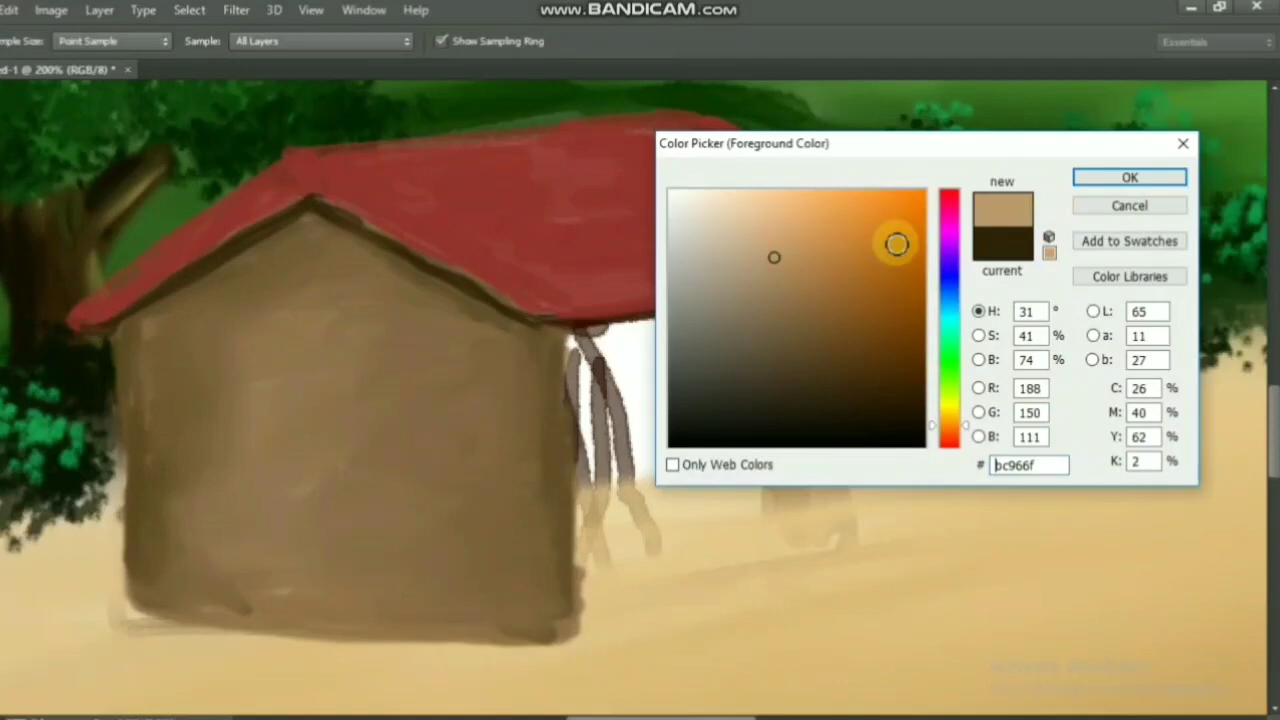 Edit Image Layer Type Select Filter 3D View Window Help
www.BANDICAM.com
Sample: All Layers
Point Sample
Show Sampling Ring
Essentials
@ 200% (RGB/8) *
Color Picker (Foreground Color)
new
current
OK
Cancel
Add to Swatches
Color Libraries
H: 31 °
S: 41 %
B: 74 %
R: 188
G: 150
B: 111
# bc966f
L: 65
a: 11
b: 27
C: 26 %
M: 40 %
Y: 62 %
K: 2 %
Only Web Colors